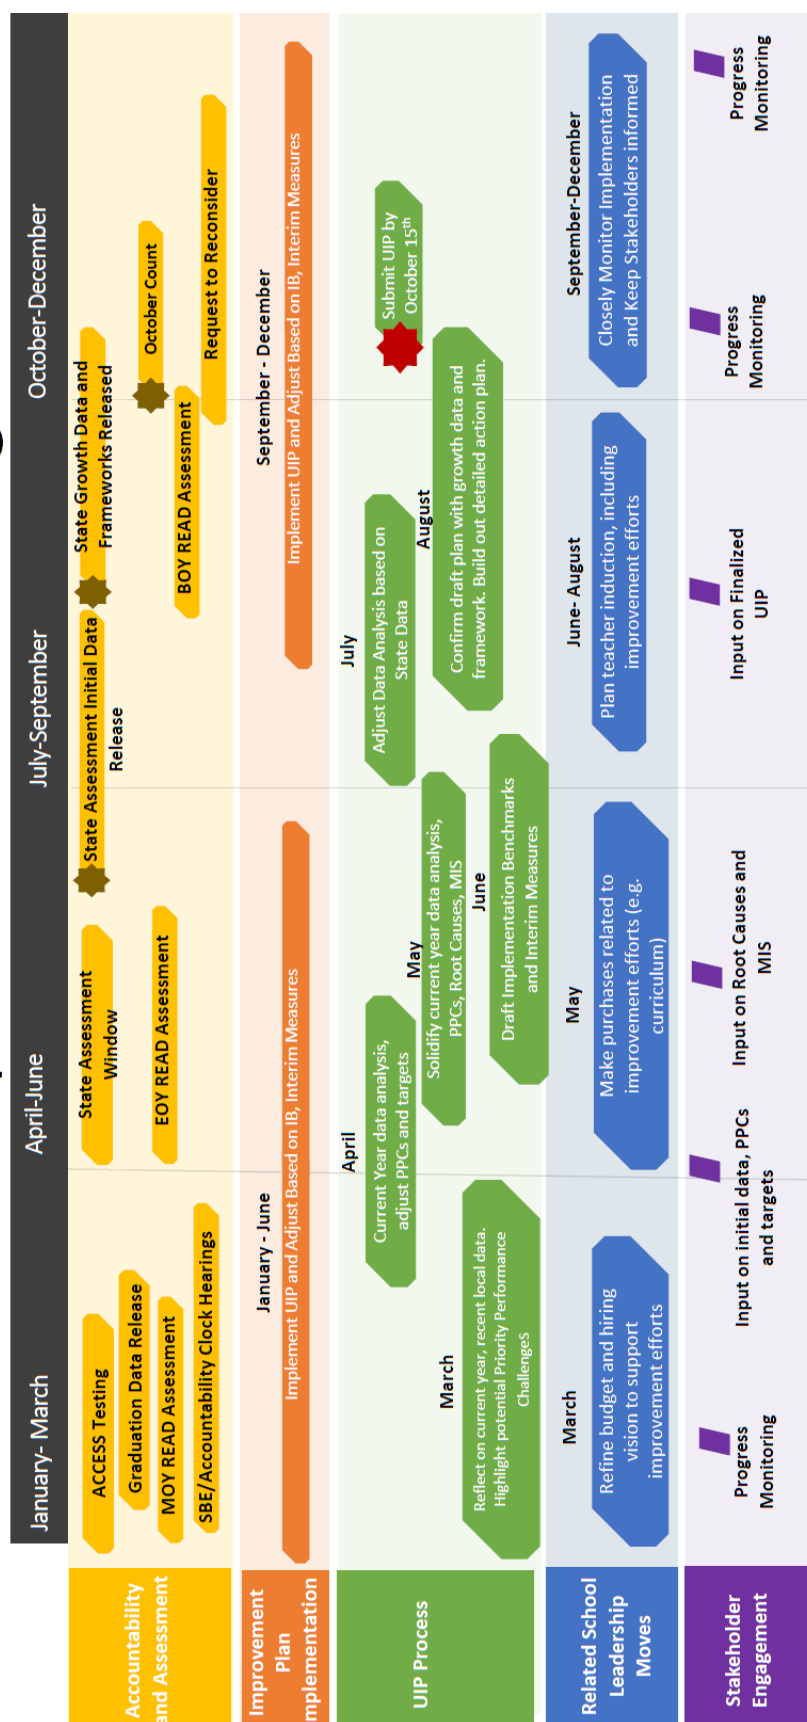 January- March
April-June
July-September
October-December
Accountability
and Assessment
ACCESS Testing
Graduation Data Release
MOY READ Assessment
SBE/Accountability Clock Hearings
State Assessment
Window
EOY READ Assessment
State Assessment Initial Data
Release
State Growth Data and
Frameworks Released
BOY READ Assessment
October Count
Request to Reconsider
Improvement
Plan
mplementation
January - June
Implement UIP and Adjust Based on IB, Interim Measures
September - December
Implement UIP and Adjust Based on IB, Interim Measures
UIP Process
March
Reflect on current year, recent local data.
Highlight potential Priority Performance
Challenges
April
Current Year data analysis,
adjust PPCs and targets
May
Solidify current year data analysis,
PPCs, Root Causes, MIS
June
Draft Implementation Benchmarks
and Interim Measures
July
Adjust Data Analysis based on
State Data
August
Confirm draft plan with growth data and
framework. Build out detailed action plan.
Submit UIP by
October 15th
Related School
Leadership
Moves
March
Refine budget and hiring
vision to support
improvement efforts
May
Make purchases related to
improvement efforts (e.g.
curriculum)
June- August
Plan teacher induction, including
improvement efforts
September-December
Closely Monitor Implementation
and Keep Stakeholders informed
Stakeholder
Engagement
Progress
Monitoring
Input on initial data, PPCs
and targets
Input on Root Causes and
MIS
Input on Finalized
UIP
Progress
Monitoring
Progress
Monitoring